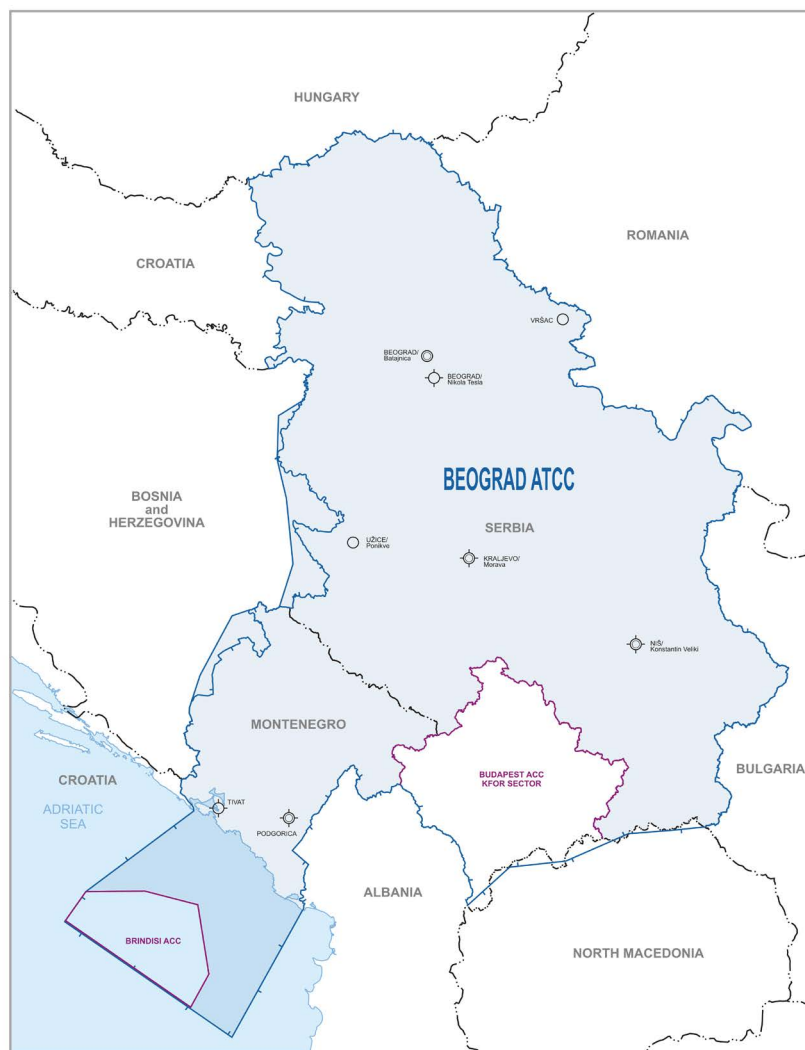 HUNGARY
ROMANIA
CROATIA
VRŠAC
BEOGRAD/
Batajnica
BEOGRAD/
Nikola Tesla
BEOGRAD ATCC
BOSNIA
and
HERZEGOVINA
SERBIA
UŽICE/
Ponikve
KRALJEVO/
Morava
NIŠ/
Konstantin Veliki
MONTENEGRO
BUDAPEST ACC
KFOR SECTOR
BULGARIA
CROATIA
ADRIATIC
SEA
TIVAT
PODGORICA
ALBANIA
BRINDISI ACC
NORTH MACEDONIA